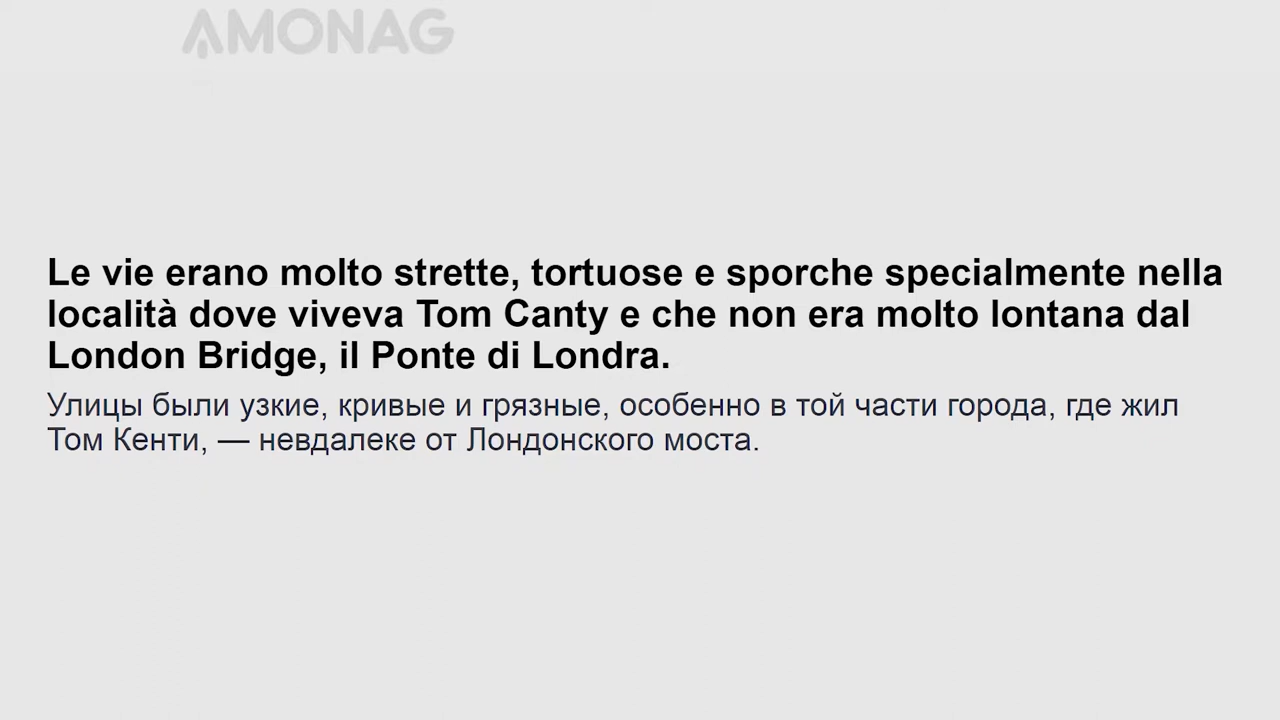 AMONAG
Le vie erano molto strette, tortuose e sporche specialmente nella
località dove viveva Tom Canty e che non era molto lontana dal
London Bridge, il Ponte di Londra.
Улицы были узкие, кривые и грязные, особенно в той части города, где жил
Том Кенти, — невдалеке от Лондонского моста.